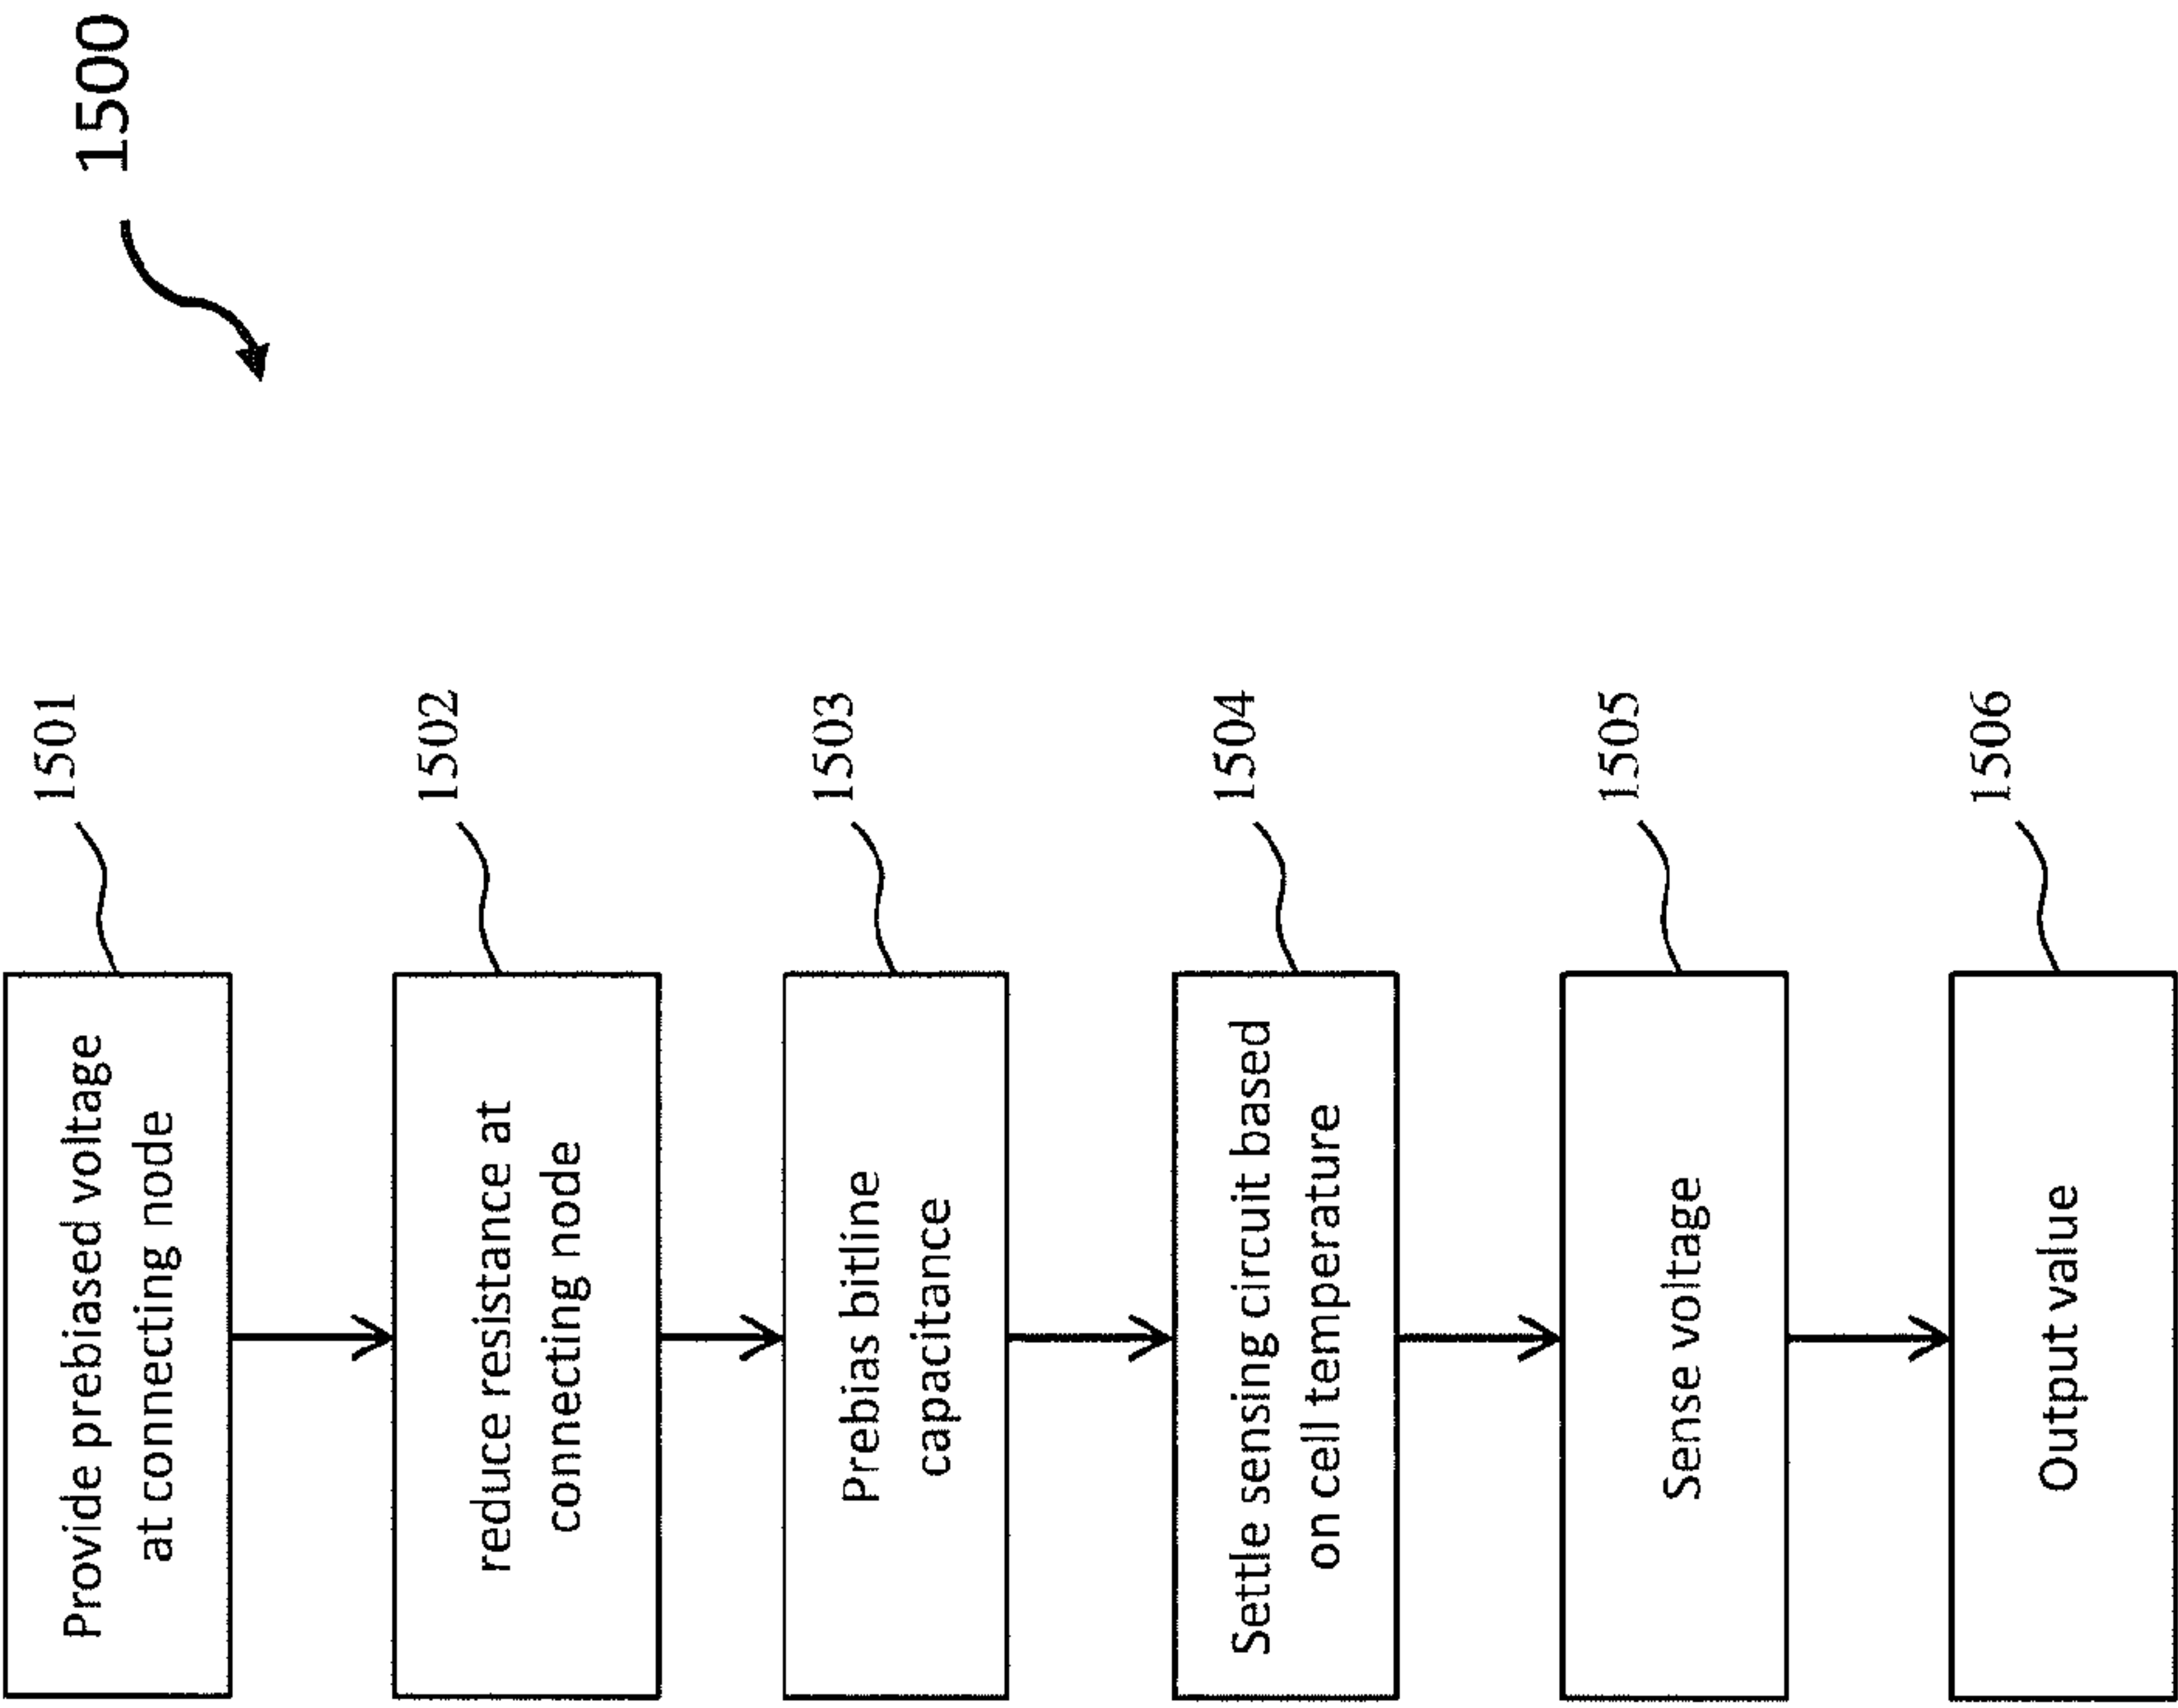 1500
Provide prebiased voltage
at connecting node
1501
reduce resistance at
connecting node
1502
Prebias bitline
capacitance
1503
Settle sensing circuit based
on cell temperature
1504
Sense voltage
1505
Output value
1506